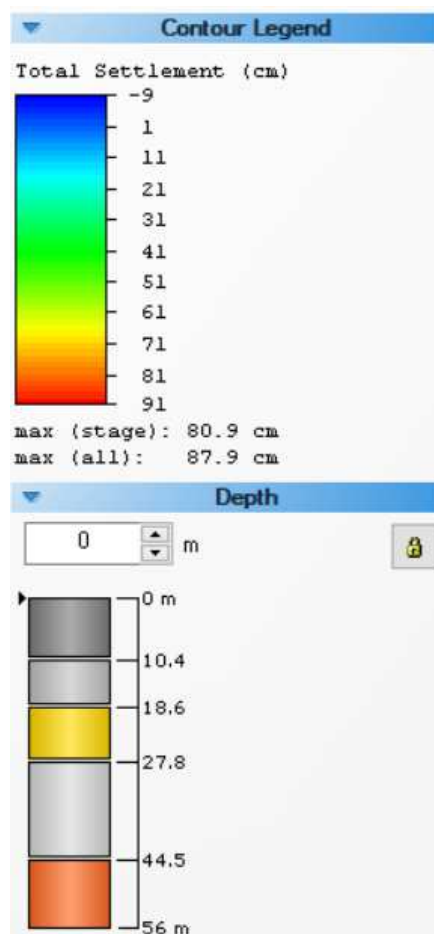 Contour Legend
Total Settlement (cm)
-9
1
11
21
31
41
51
61
71
81
91
max (stage): 80.9 cm
max (all): 87.9 cm
Depth
0 m
0 m
10.4
18.6
27.8
44.5
56 m